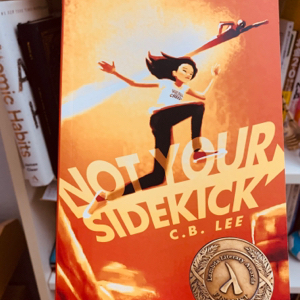 NOT YOUR
SIDEKICK
C.B. LEE
Atomic Habits